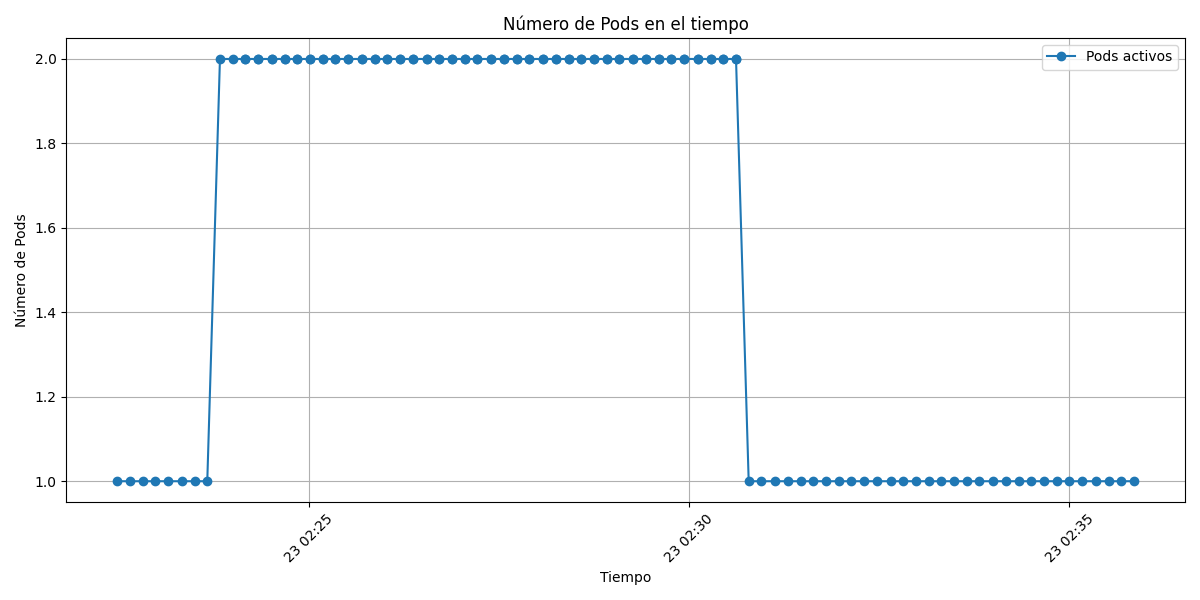 Número de Pods en el tiempo
Pods activos
Número de Pods
2.0
1.8
1.6
1.4
1.2
1.0
23 02:25
23 02:30
23 02:35
Tiempo